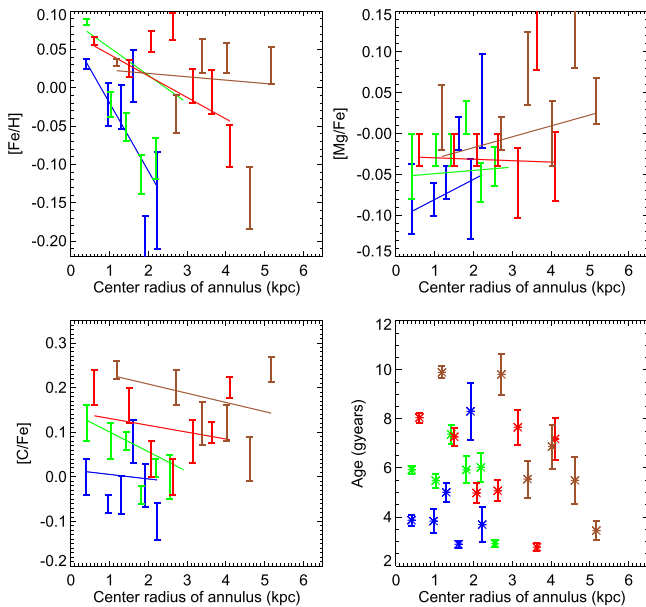 0.10
0.05
0.00
-0.05
-0.10
-0.15
-0.20
[Fe/H]
0 1 2 3 4 5 6
Center radius of annulus (kpc)
0.15
0.10
0.05
-0.00
-0.05
-0.10
-0.15
[Mg/Fe]
0 1 2 3 4 5 6
Center radius of annulus (kpc)
0.3
0.2
0.1
0.0
-0.1
-0.2
[C/Fe]
0 1 2 3 4 5 6
Center radius of annulus (kpc)
12
10
8
6
4
2
Age (gyears)
0 1 2 3 4 5 6
Center radius of annulus (kpc)